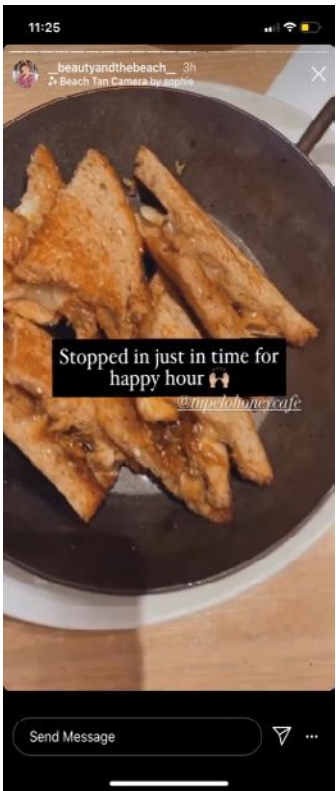 11:25
__beautyandthebeach__ 3h
Beach Tan Camera by sophie
Stopped in just in time for
happy hour 🙌🏼
@tupelohoneycafe
Send Message